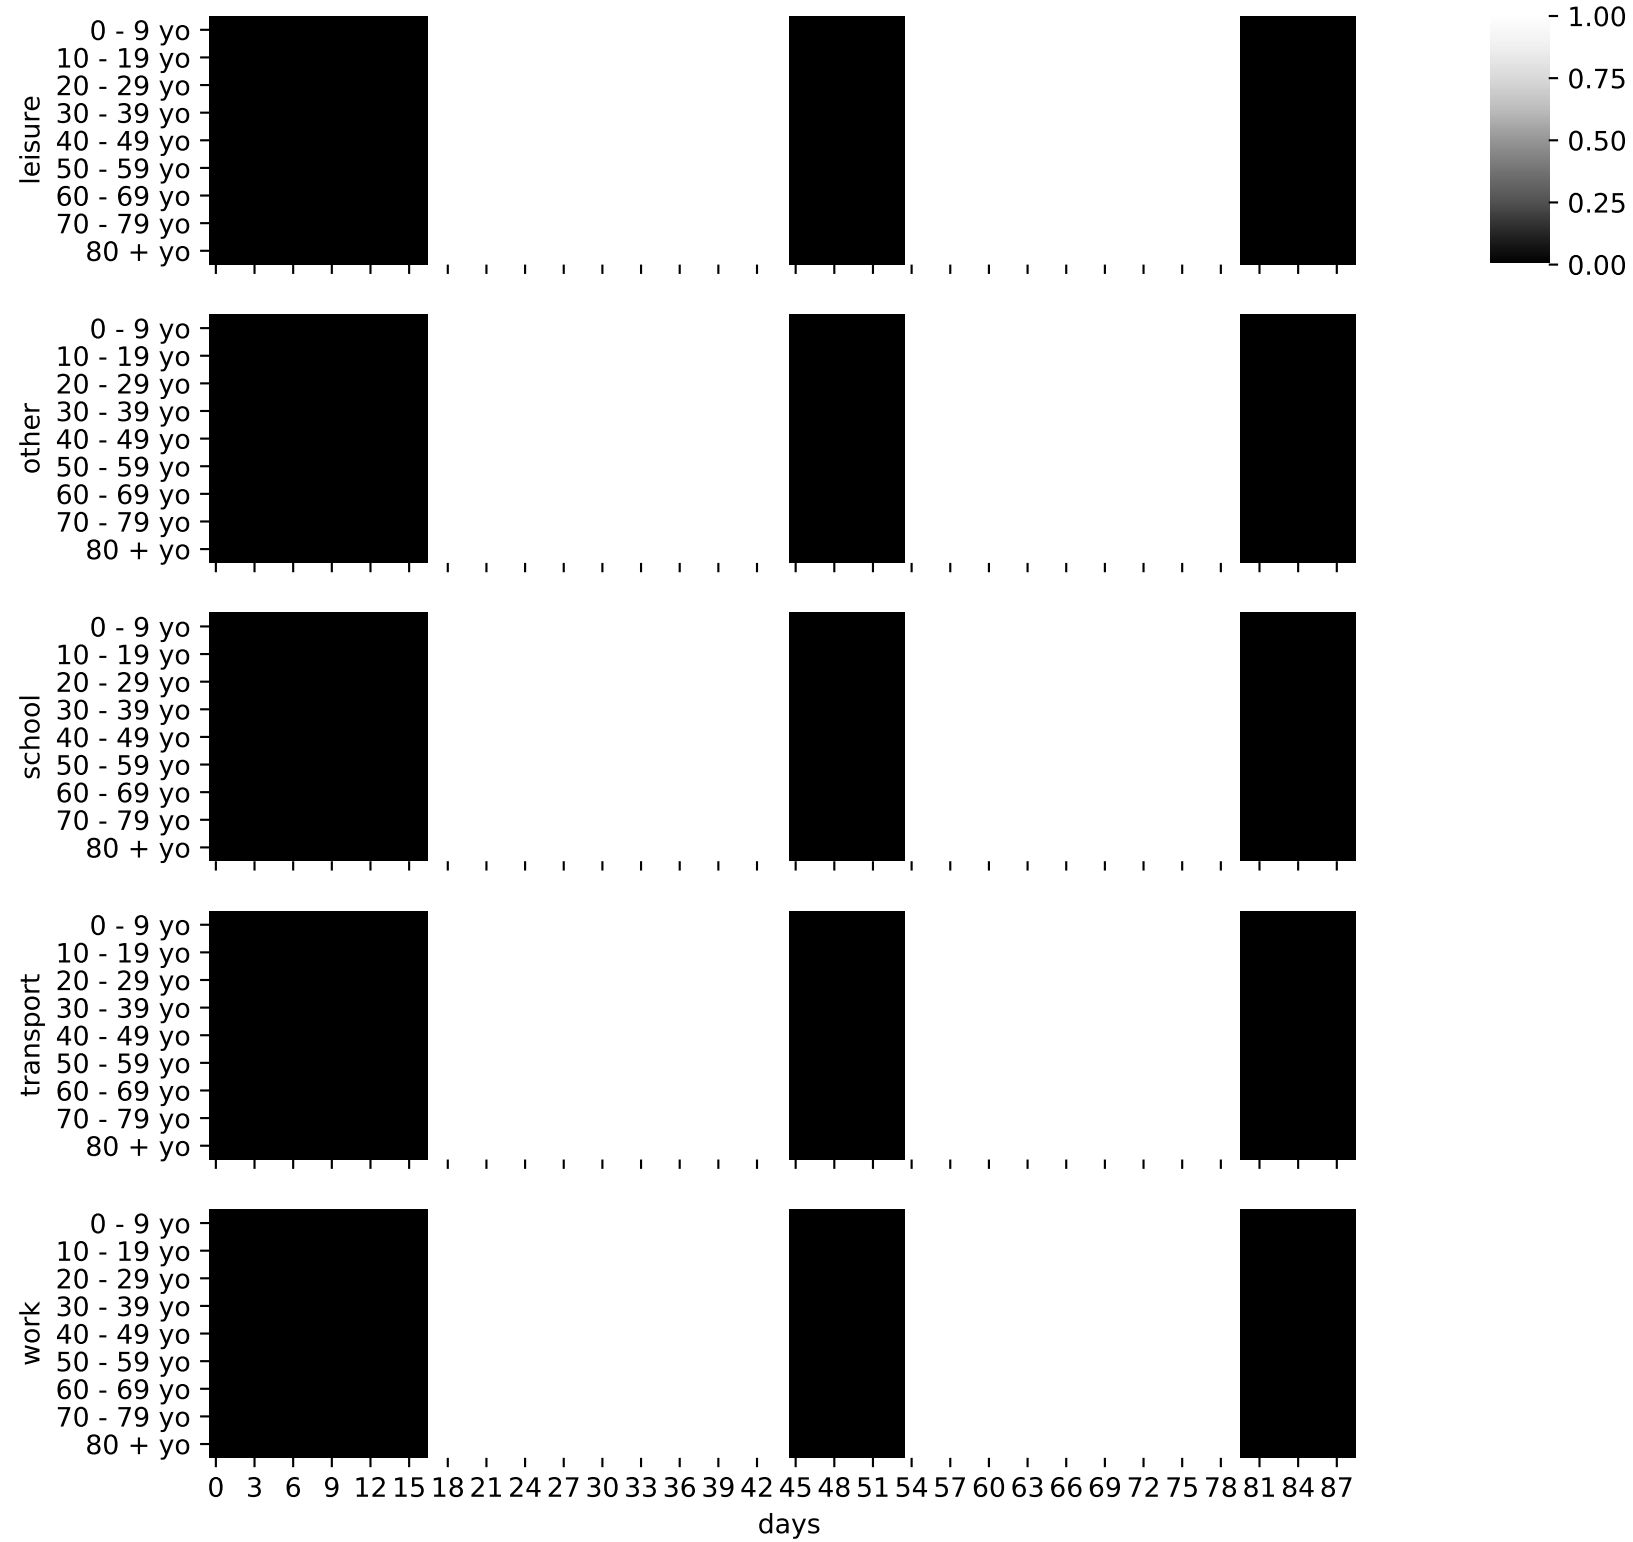 leisure
0 - 9 yo
10 - 19 yo
20 - 29 yo
30 - 39 yo
40 - 49 yo
50 - 59 yo
60 - 69 yo
70 - 79 yo
80 + yo
1.00
0.75
0.50
0.25
0.00
other
0 - 9 yo
10 - 19 yo
20 - 29 yo
30 - 39 yo
40 - 49 yo
50 - 59 yo
60 - 69 yo
70 - 79 yo
80 + yo
school
0 - 9 yo
10 - 19 yo
20 - 29 yo
30 - 39 yo
40 - 49 yo
50 - 59 yo
60 - 69 yo
70 - 79 yo
80 + yo
transport
0 - 9 yo
10 - 19 yo
20 - 29 yo
30 - 39 yo
40 - 49 yo
50 - 59 yo
60 - 69 yo
70 - 79 yo
80 + yo
work
0 - 9 yo
10 - 19 yo
20 - 29 yo
30 - 39 yo
40 - 49 yo
50 - 59 yo
60 - 69 yo
70 - 79 yo
80 + yo
0 3 6 9 12 15 18 21 24 27 30 33 36 39 42 45 48 51 54 57 60 63 66 69 72 75 78 81 84 87
days